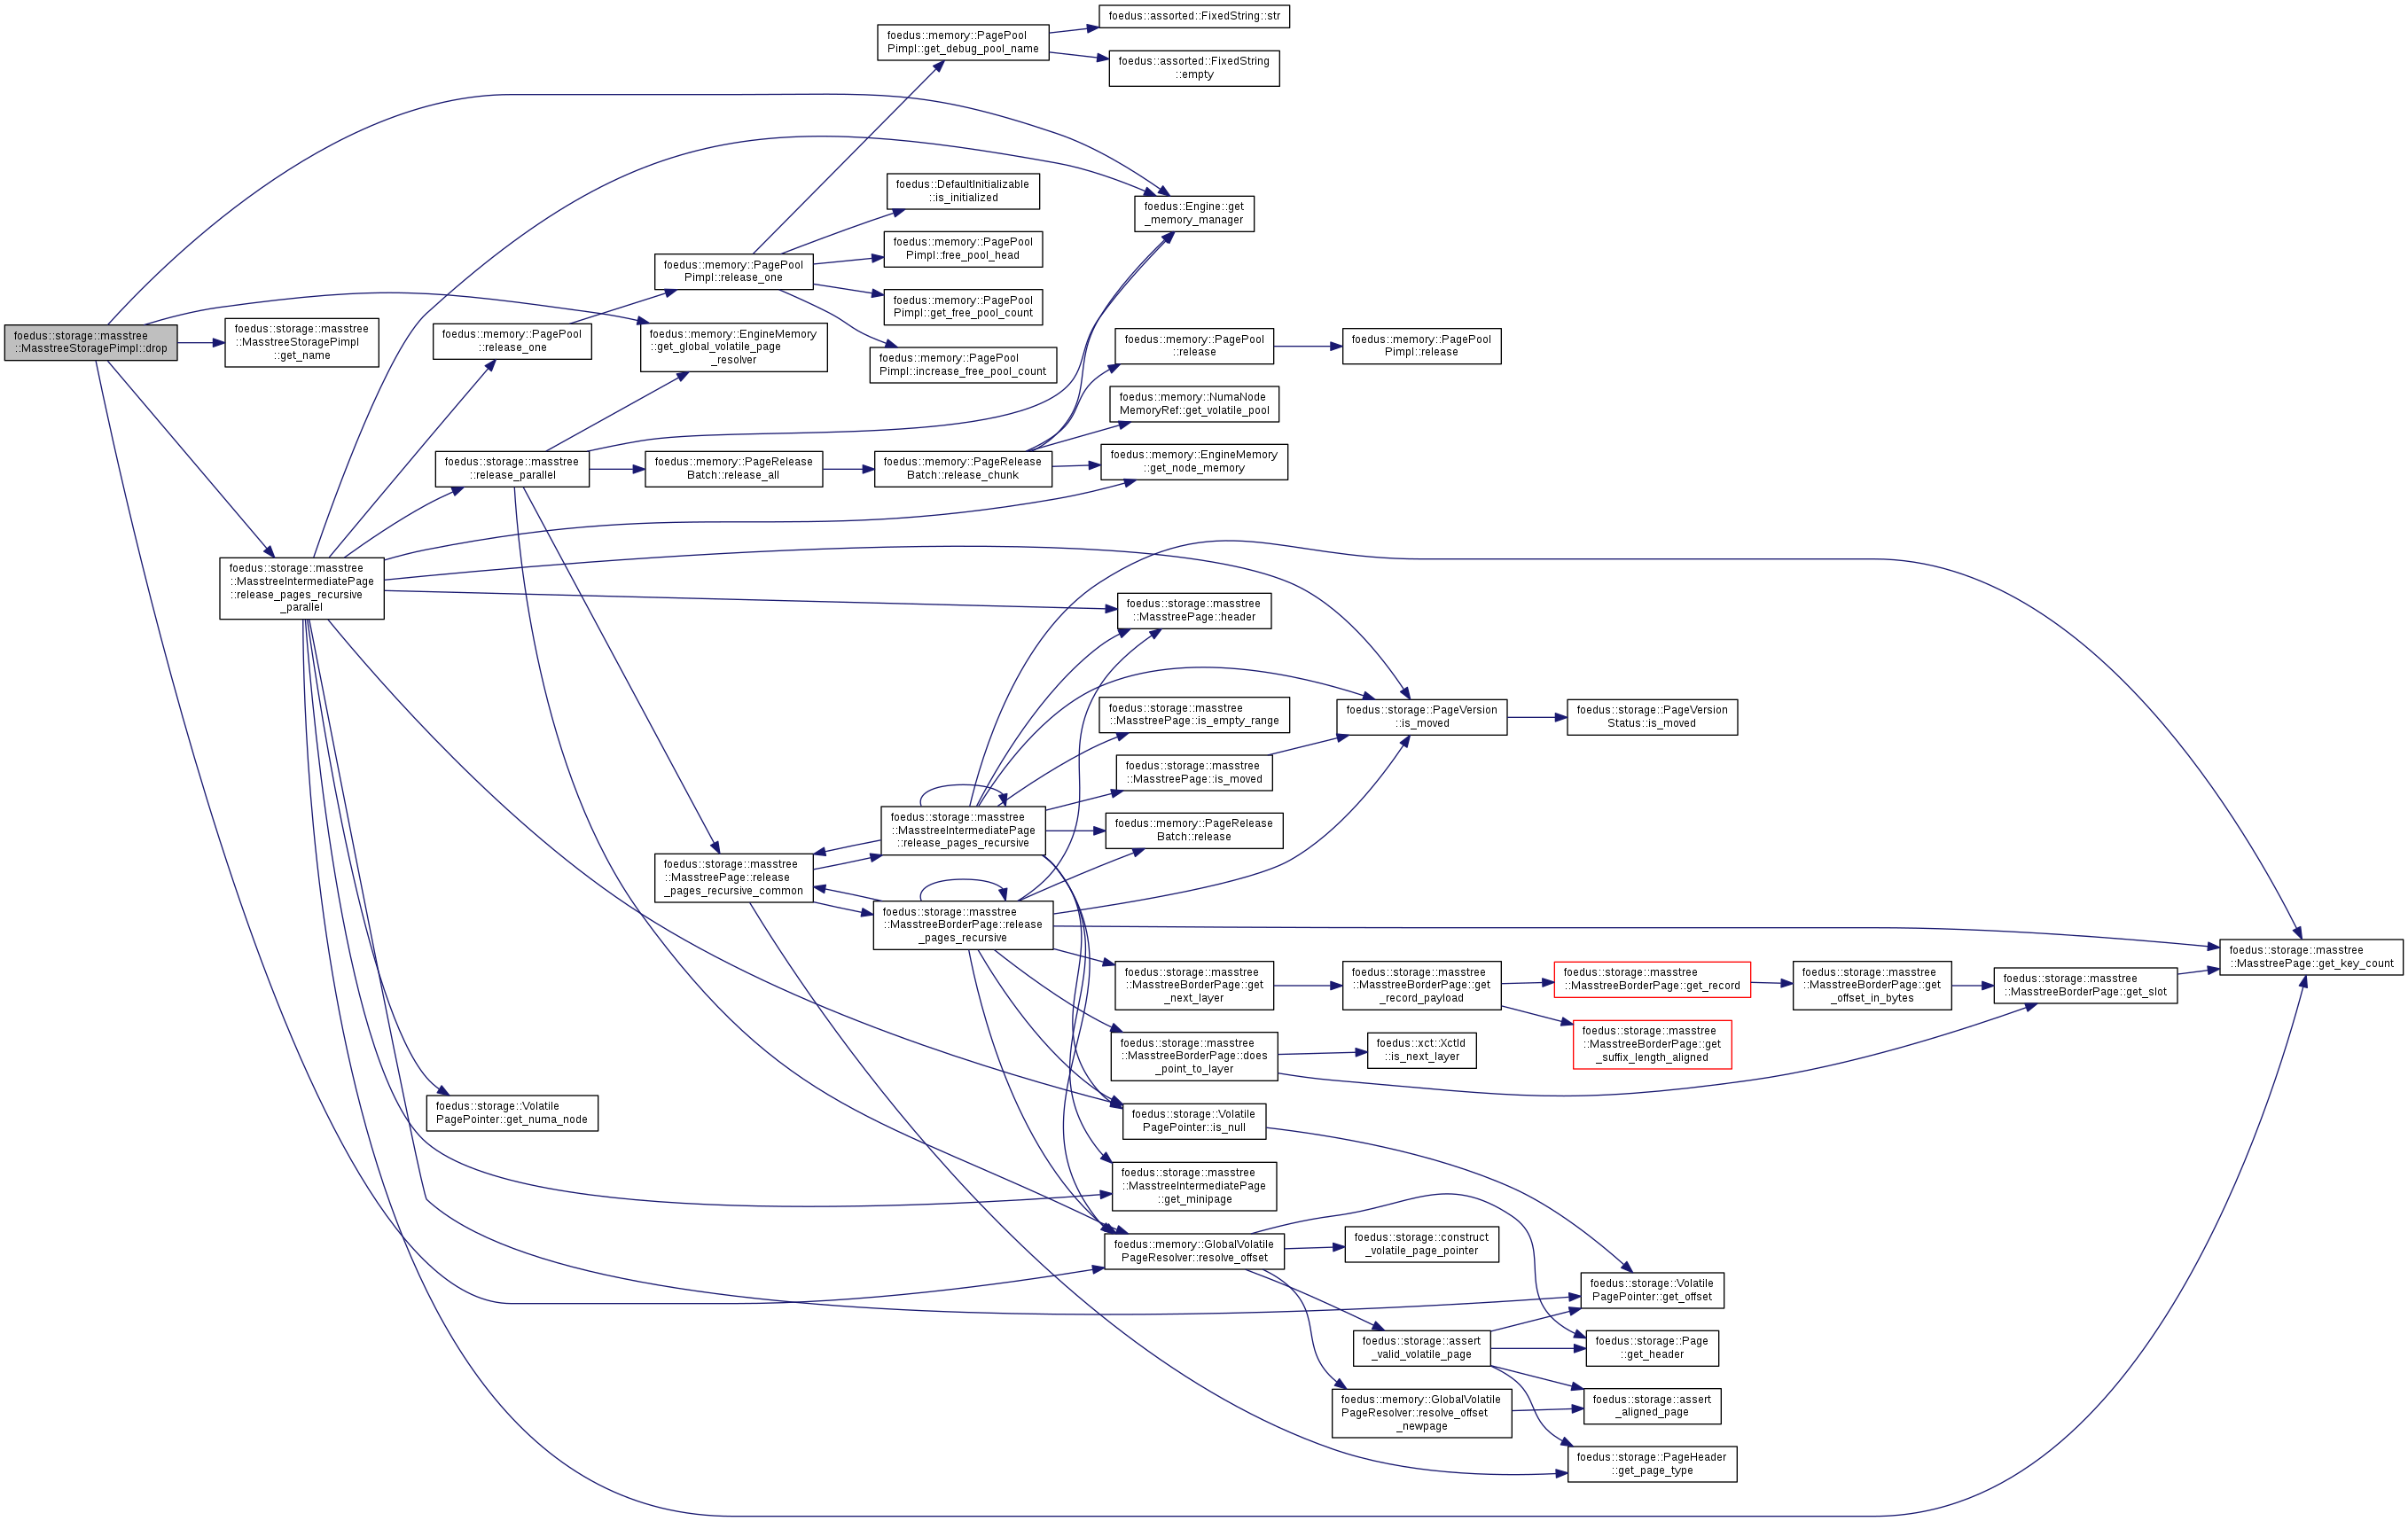 foedus::storage::masstree
::MasstreeStoragePimpl::drop
foedus::storage::masstree
::MasstreeStoragePimpl
::get_name
foedus::storage::masstree
::MasstreeIntermediatePage
::release_pages_recursive
_parallel
foedus::memory::PagePool
::release_one
foedus::storage::masstree
::release_parallel
foedus::storage::Volatile
PagePointer::get_numa_node
foedus::memory::PagePool
Pimpl::release_one
foedus::memory::EngineMemory
::get_global_volatile_page
_resolver
foedus::memory::PageRelease
Batch::release_all
foedus::storage::masstree
::MasstreePage::release
_pages_recursive_common
foedus::memory::PagePool
Pimpl::get_debug_pool_name
foedus::DefaultInitializable
::is_initialized
foedus::memory::PagePool
Pimpl::free_pool_head
foedus::memory::PagePool
Pimpl::get_free_pool_count
foedus::memory::PagePool
Pimpl::increase_free_pool_count
foedus::memory::PageRelease
Batch::release_chunk
foedus::storage::masstree
::MasstreeIntermediatePage
::release_pages_recursive
foedus::storage::masstree
::MasstreeBorderPage::release
_pages_recursive
foedus::assorted::FixedString::str
foedus::assorted::FixedString
::empty
foedus::Engine::get
_memory_manager
foedus::memory::PagePool
::release
foedus::memory::NumaNode
MemoryRef::get_volatile_pool
foedus::memory::EngineMemory
::get_node_memory
foedus::storage::masstree
::MasstreePage::header
foedus::storage::masstree
::MasstreePage::is_empty_range
foedus::storage::masstree
::MasstreePage::is_moved
foedus::memory::PageRelease
Batch::release
foedus::storage::masstree
::MasstreeBorderPage::get
_next_layer
foedus::storage::masstree
::MasstreeBorderPage::does
_point_to_layer
foedus::storage::Volatile
PagePointer::is_null
foedus::storage::masstree
::MasstreeIntermediatePage
::get_minipage
foedus::memory::GlobalVolatile
PageResolver::resolve_offset
foedus::memory::PagePool
Pimpl::release
foedus::storage::PageVersion
::is_moved
foedus::storage::masstree
::MasstreeBorderPage::get
_record_payload
foedus::xct::XctId
::is_next_layer
foedus::storage::construct
_volatile_page_pointer
foedus::storage::assert
_valid_volatile_page
foedus::memory::GlobalVolatile
PageResolver::resolve_offset
_newpage
foedus::storage::PageVersion
Status::is_moved
foedus::storage::masstree
::MasstreeBorderPage::get_record
foedus::storage::masstree
::MasstreeBorderPage::get
_suffix_length_aligned
foedus::storage::Volatile
PagePointer::get_offset
foedus::storage::Page
::get_header
foedus::storage::assert
_aligned_page
foedus::storage::PageHeader
::get_page_type
foedus::storage::masstree
::MasstreeBorderPage::get
_offset_in_bytes
foedus::storage::masstree
::MasstreeBorderPage::get_slot
foedus::storage::masstree
::MasstreePage::get_key_count